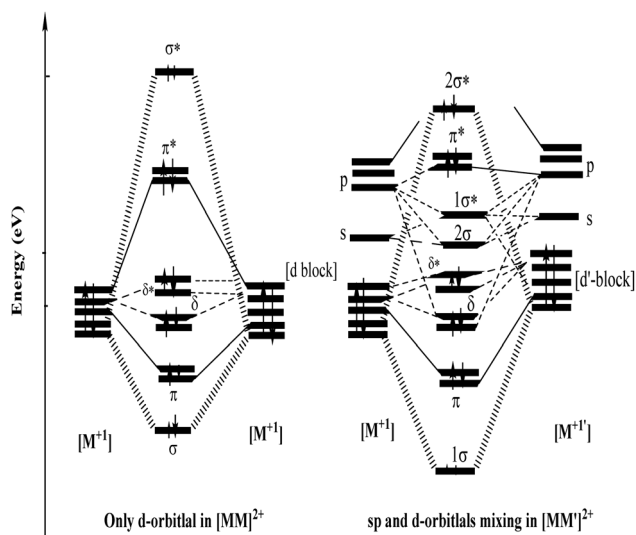 σ*
π*
δ*
δ
π
σ
[d block]
[M+1]
[M+1]
Only d-orbitlal in [MM]2+
2σ*
π*
p
p
1σ*
s
s
2σ
δ*
δ
[d'-block]
π
1σ
[M+1]
[M+1']
sp and d-orbitlals mixing in [MM']2+
Energy (eV)